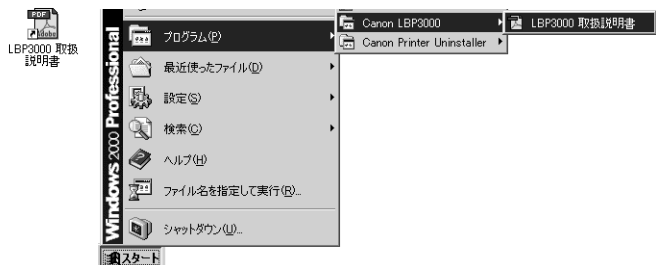 PDF
Adobe
LBP3000 取扱
説明書
Windows 2000 Professional
プログラム(P)
最近使ったファイル(D)
設定(S)
検索(C)
ヘルプ(H)
ファイル名を指定して実行(R)...
シャットダウン(U)...
スタート
Canon LBP3000
Canon Printer Uninstaller
LBP3000 取扱説明書